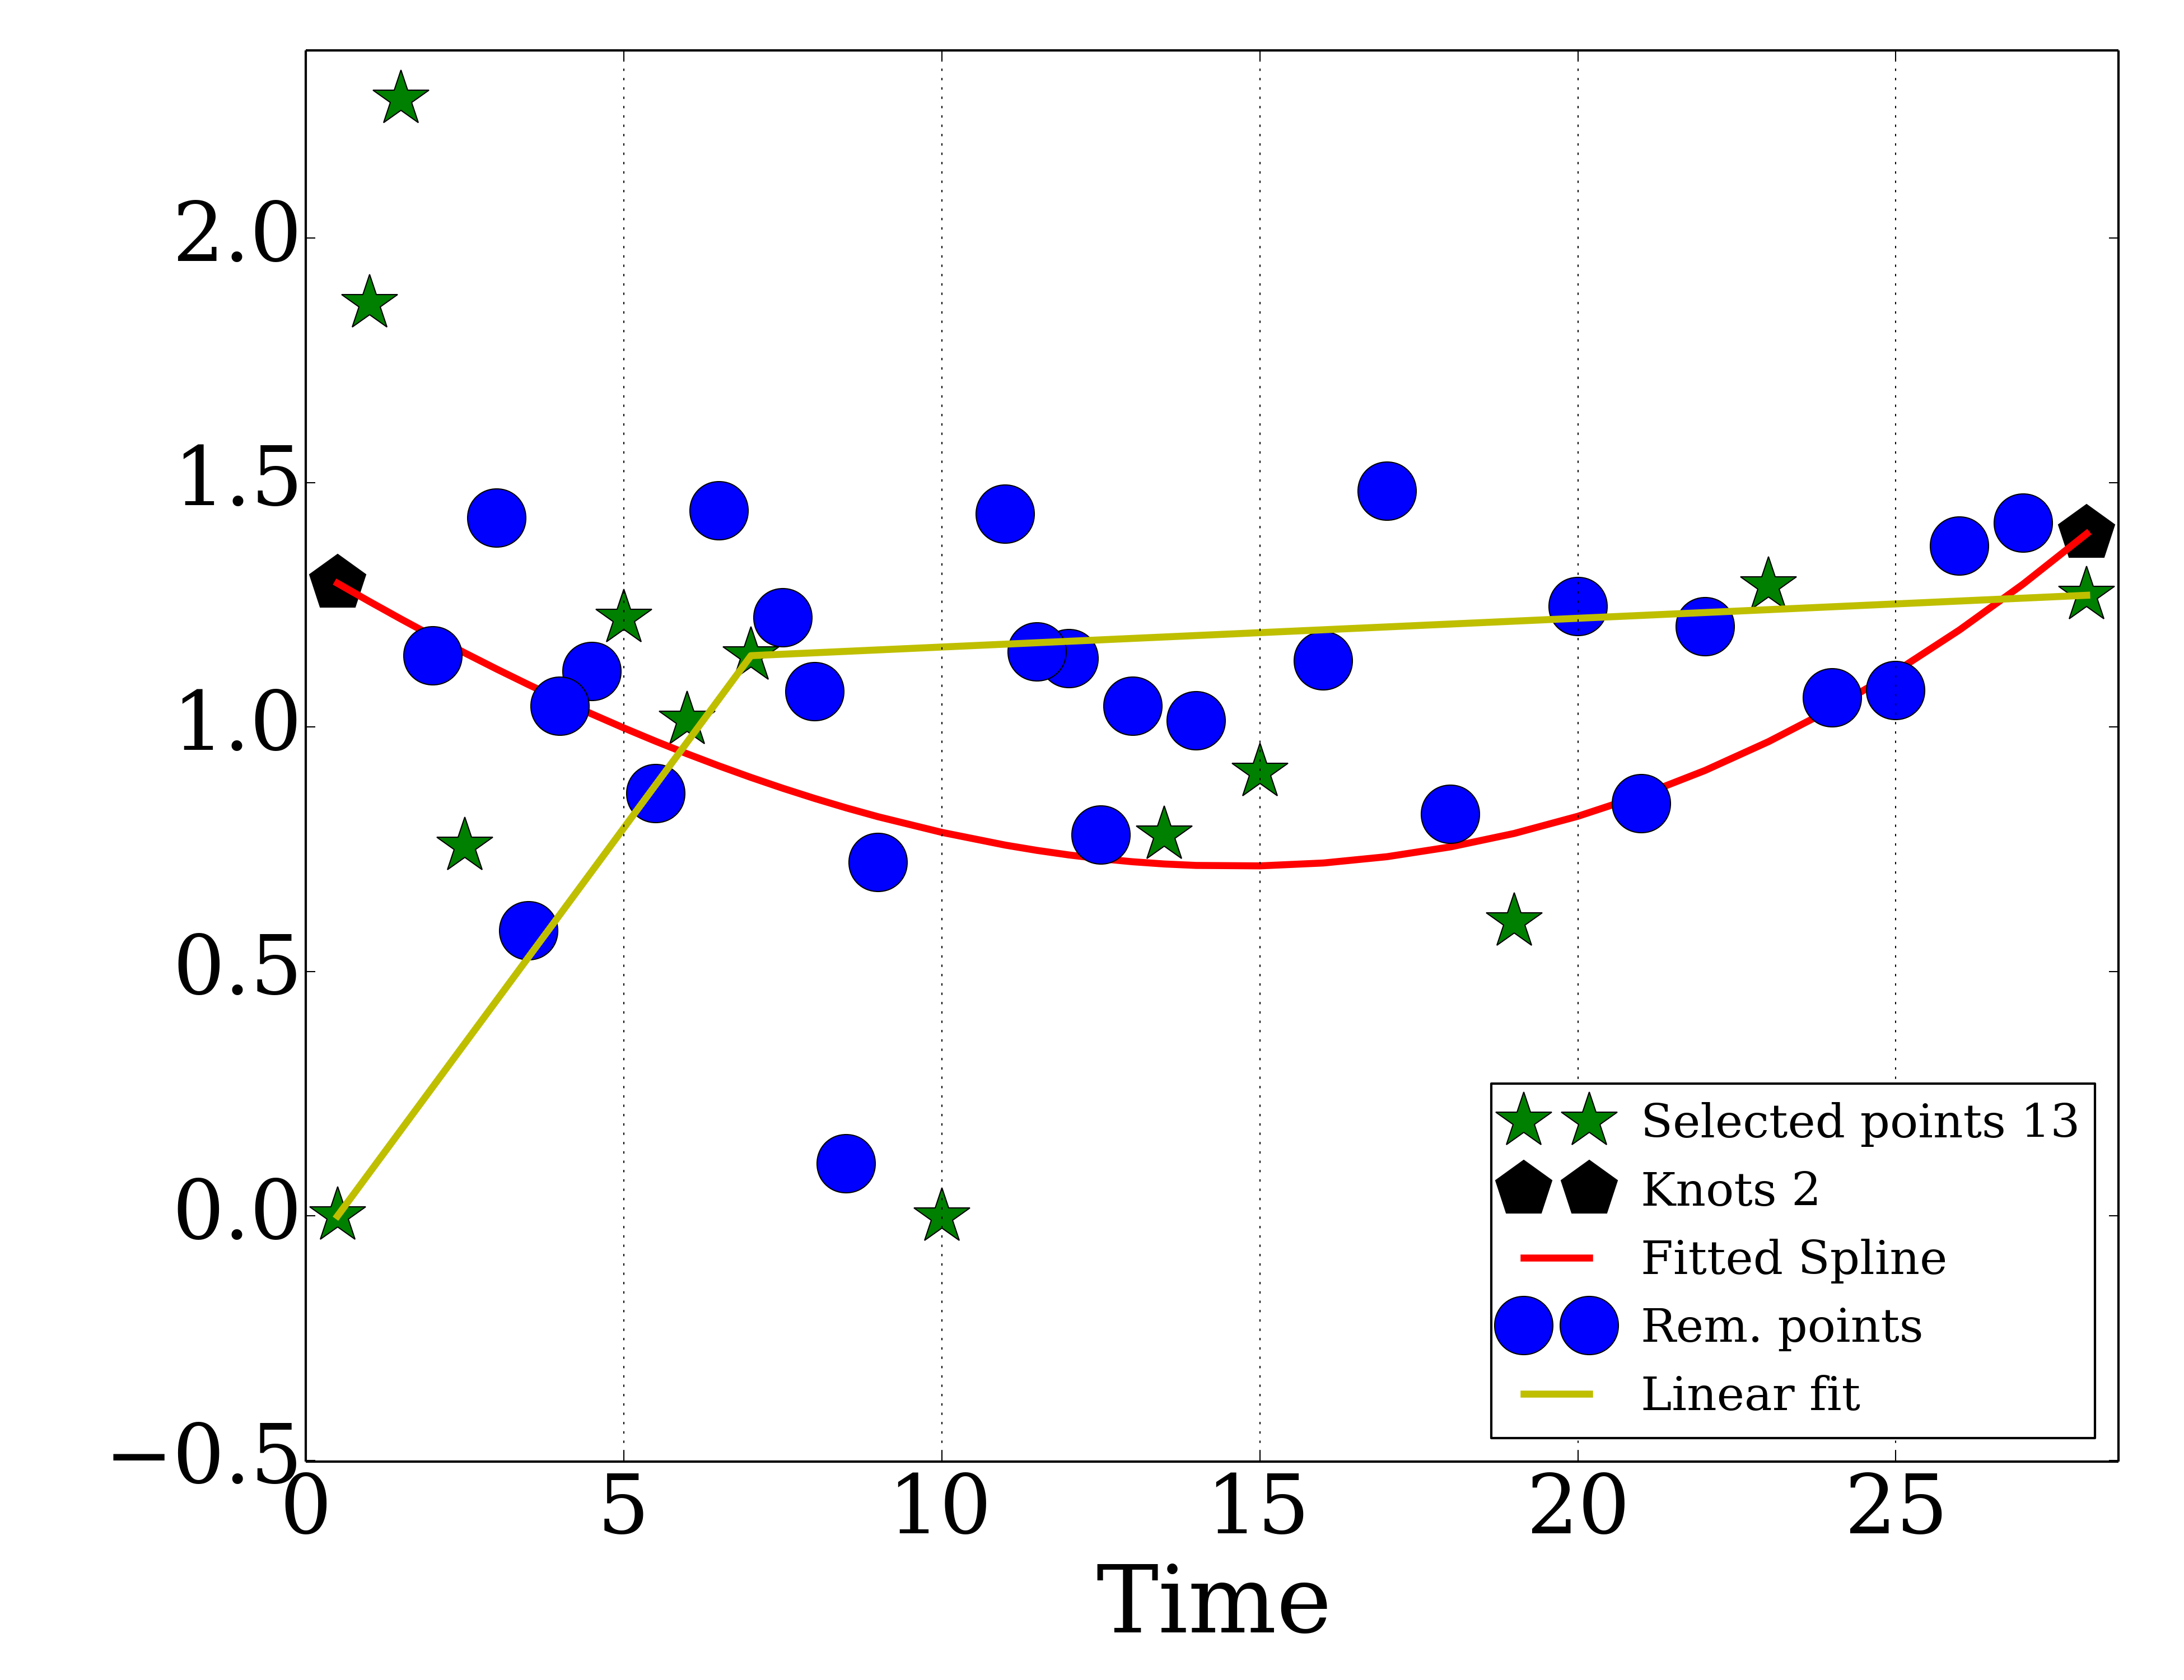 2.0
1.5
1.0
0.5
0.0
−0.5
0 5 10 15 20 25
Time
Selected points 13
Knots 2
Fitted Spline
Rem. points
Linear fit